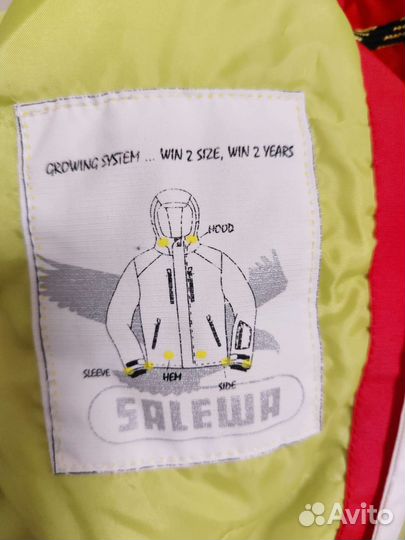 GROWING SYSTEM ... WIN 2 SIZE, WIN 2 YEARS
HOOD
SLEEVE
HEM
SIDE
SALEWA
Avito